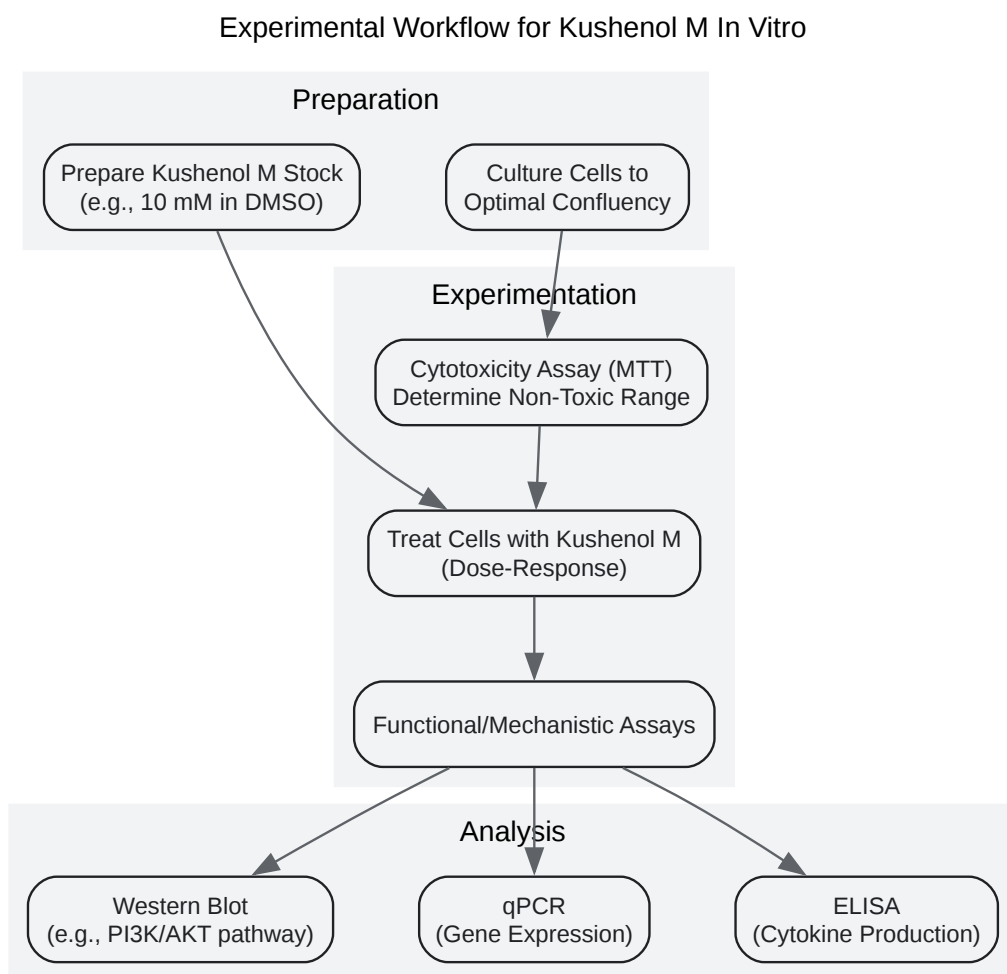 Experimental Workflow for Kushenol M In Vitro
Preparation
Prepare Kushenol M Stock
(e.g., 10 mM in DMSO)
Culture Cells to
Optimal Confluency
Experimentation
Cytotoxicity Assay (MTT)
Determine Non-Toxic Range
Treat Cells with Kushenol M
(Dose-Response)
Functional/Mechanistic Assays
Analysis
Western Blot
(e.g., PI3K/AKT pathway)
qPCR
(Gene Expression)
ELISA
(Cytokine Production)